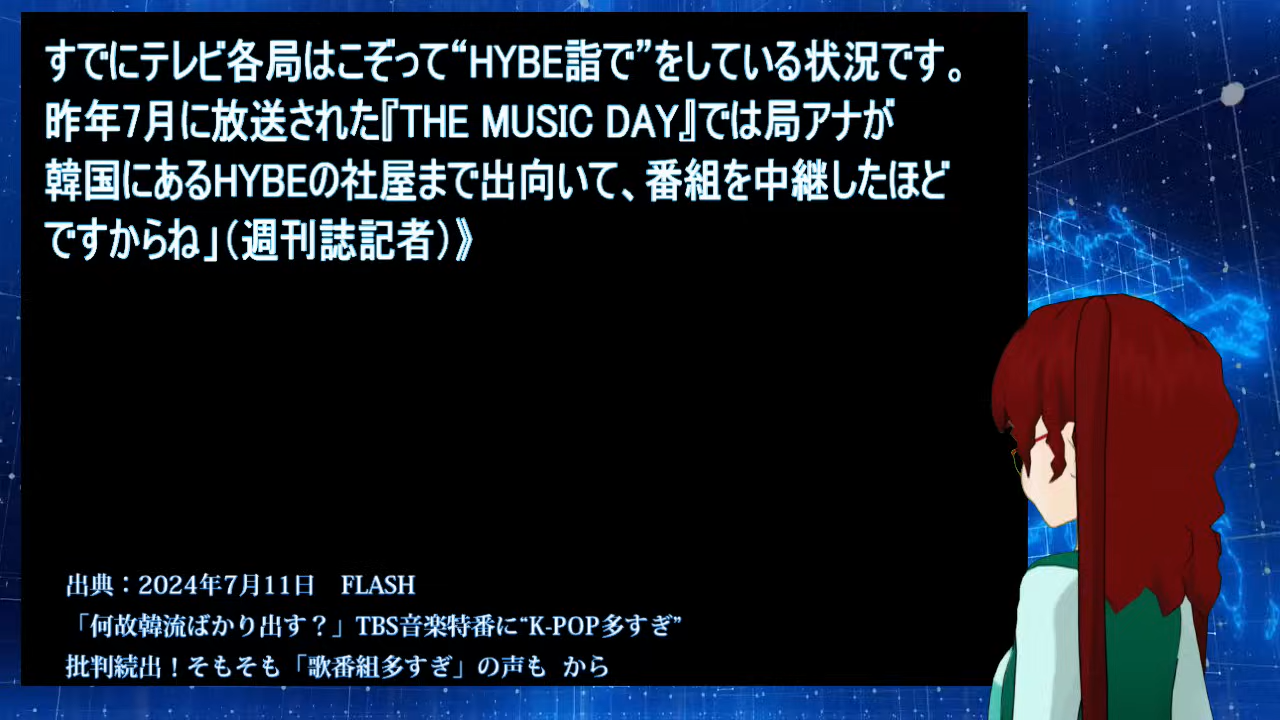 すでにテレビ各局はこぞって“HYBE詣で”をしている状況です。
昨年7月に放送された『THE MUSIC DAY』では局アナが
韓国にあるHYBEの社屋まで出向いて、番組を中継したほど
ですからね」（週刊誌記者）》
出典：2024年7月11日　FLASH
「何故韓流ばかり出す？」TBS音楽特番に“K-POP多すぎ”
批判続出！そもそも「歌番組多すぎ」の声も から